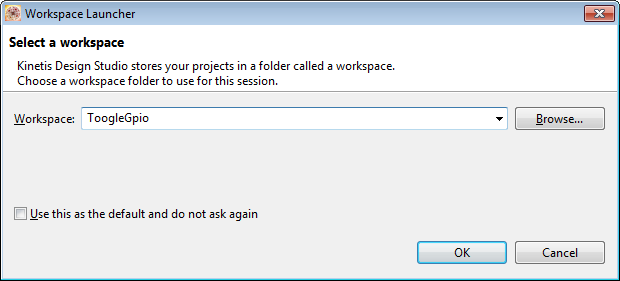 Workspace Launcher
Select a workspace
Kinetis Design Studio stores your projects in a folder called a workspace.
Choose a workspace folder to use for this session.
Workspace: ToogleGpio Browse...
Use this as the default and do not ask again
OK Cancel